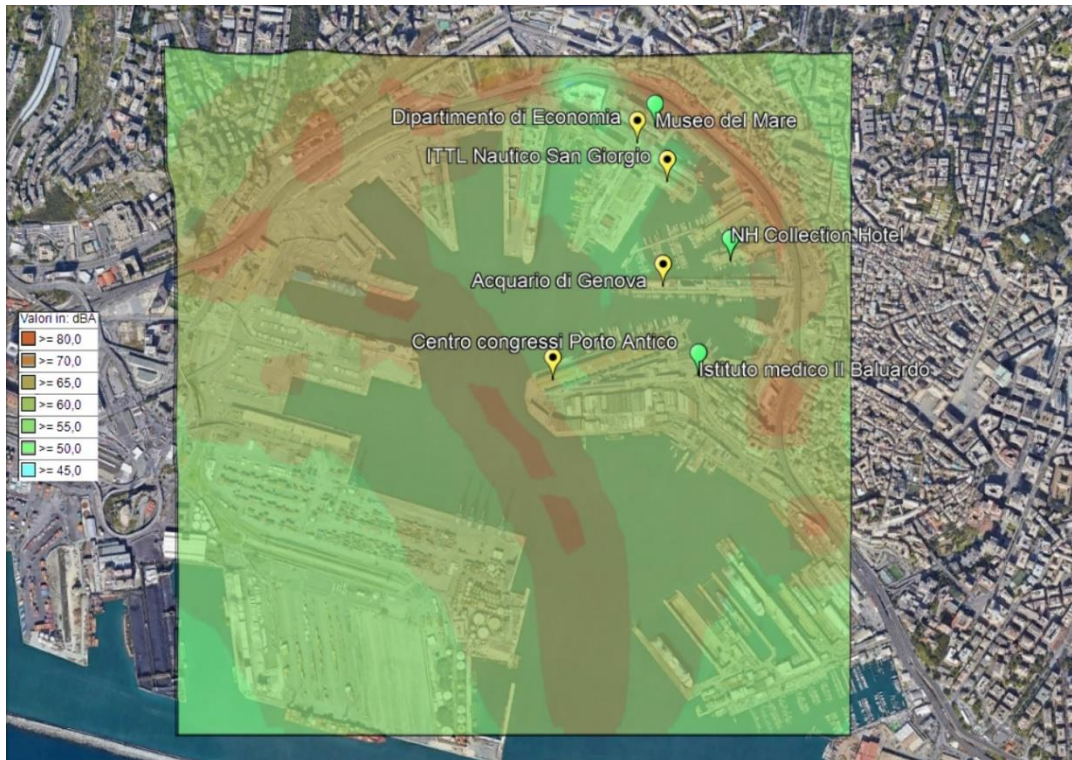 Dipartimento di Economia
Museo del Mare
ITTL Nautico San Giorgio
NH Collection Hotel
Acquario di Genova
Valori in: dBA
>= 80,0
>= 70,0
>= 65,0
>= 60,0
>= 55,0
>= 50,0
>= 45,0
Centro congressi Porto Antico
Istituto medico Il Baluardo